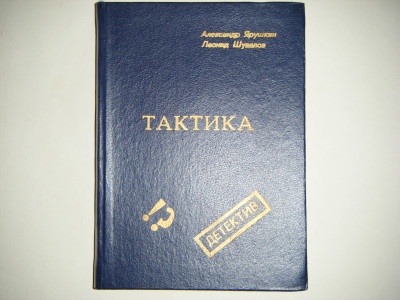 Александр Ярушкин
Леонид Шувалов
ТАКТИКА
!?
ДЕТЕКТИВ